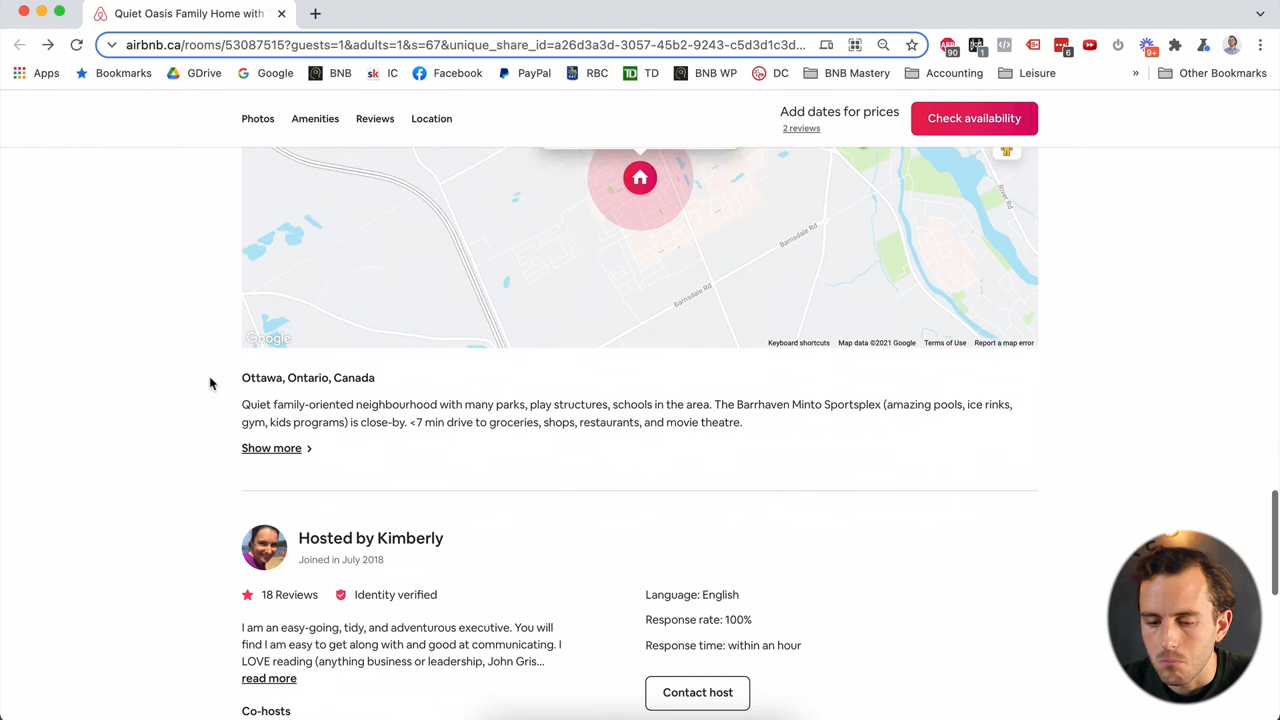 Quiet Oasis Family Home with
airbnb.ca/rooms/53087515?guests=1&adults=1&s=67&unique_share_id=a26d3a3d-3057-45b2-9243-c5d3d1c3d...
90
1
6
9+
Apps
Bookmarks
GDrive
Google
BNB
sk IC
Facebook
PayPal
RBC
TD TD
BNB WP
DC
BNB Mastery
Accounting
Leisure
»
Other Bookmarks
Photos
Amenities
Reviews
Location
Add dates for prices
2 reviews
Check availability
River Rd
Barnsdale Rd
Barnsdale Rd
Google
Keyboard shortcuts
Map data ©2021 Google
Terms of Use
Report a map error
Ottawa, Ontario, Canada
Quiet family-oriented neighbourhood with many parks, play structures, schools in the area. The Barrhaven Minto Sportsplex (amazing pools, ice rinks,
gym, kids programs) is close-by. <7 min drive to groceries, shops, restaurants, and movie theatre.
Show more >
Hosted by Kimberly
Joined in July 2018
18 Reviews
Identity verified
I am an easy-going, tidy, and adventurous executive. You will
find I am easy to get along with and good at communicating. I
LOVE reading (anything business or leadership, John Gris...
read more
Co-hosts
Language: English
Response rate: 100%
Response time: within an hour
Contact host